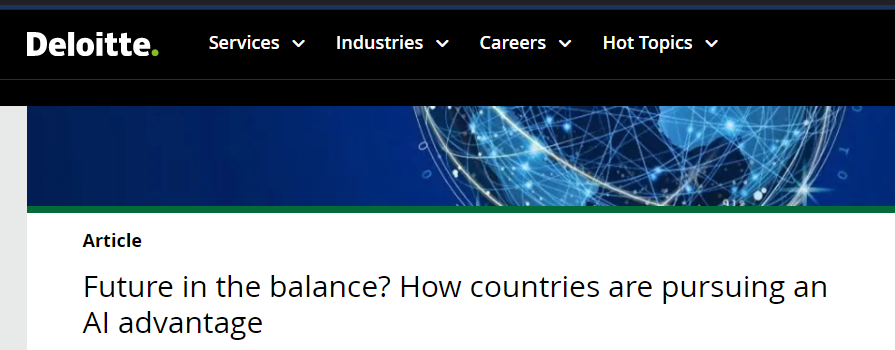 Deloitte. Services Industries Careers Hot Topics
Article
Future in the balance? How countries are pursuing an
AI advantage